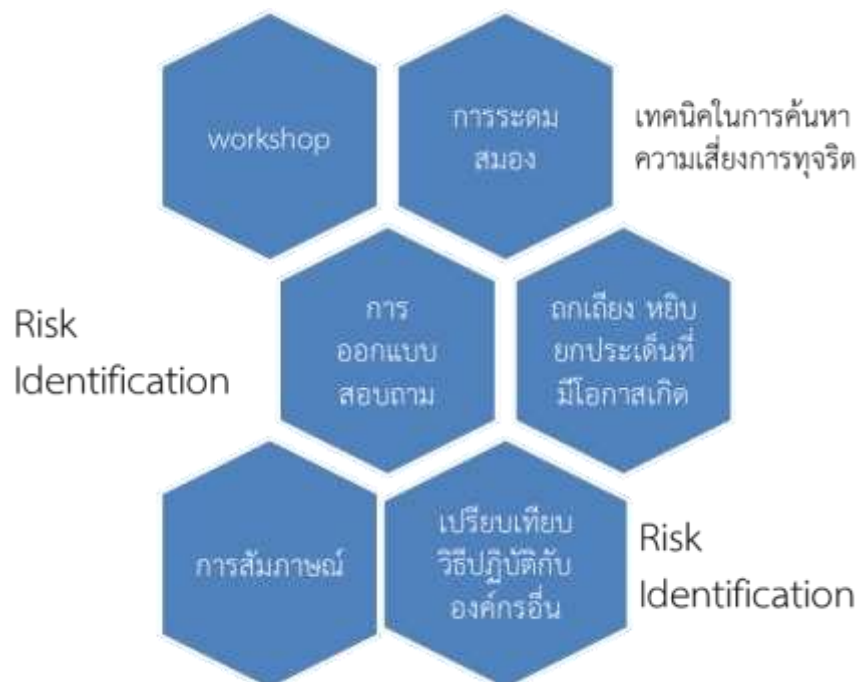 workshop
การระดม
สมอง
เทคนิคในการค้นหา
ความเสี่ยงการทุจริต
Risk
Identification
การ
ออกแบบ
สอบถาม
ถกเถียง หยิบ
ยกประเด็นที่
มีโอกาสเกิด
การสัมภาษณ์
เปรียบเทียบ
วิธีปฏิบัติกับ
องค์กรอื่น
Risk
Identification